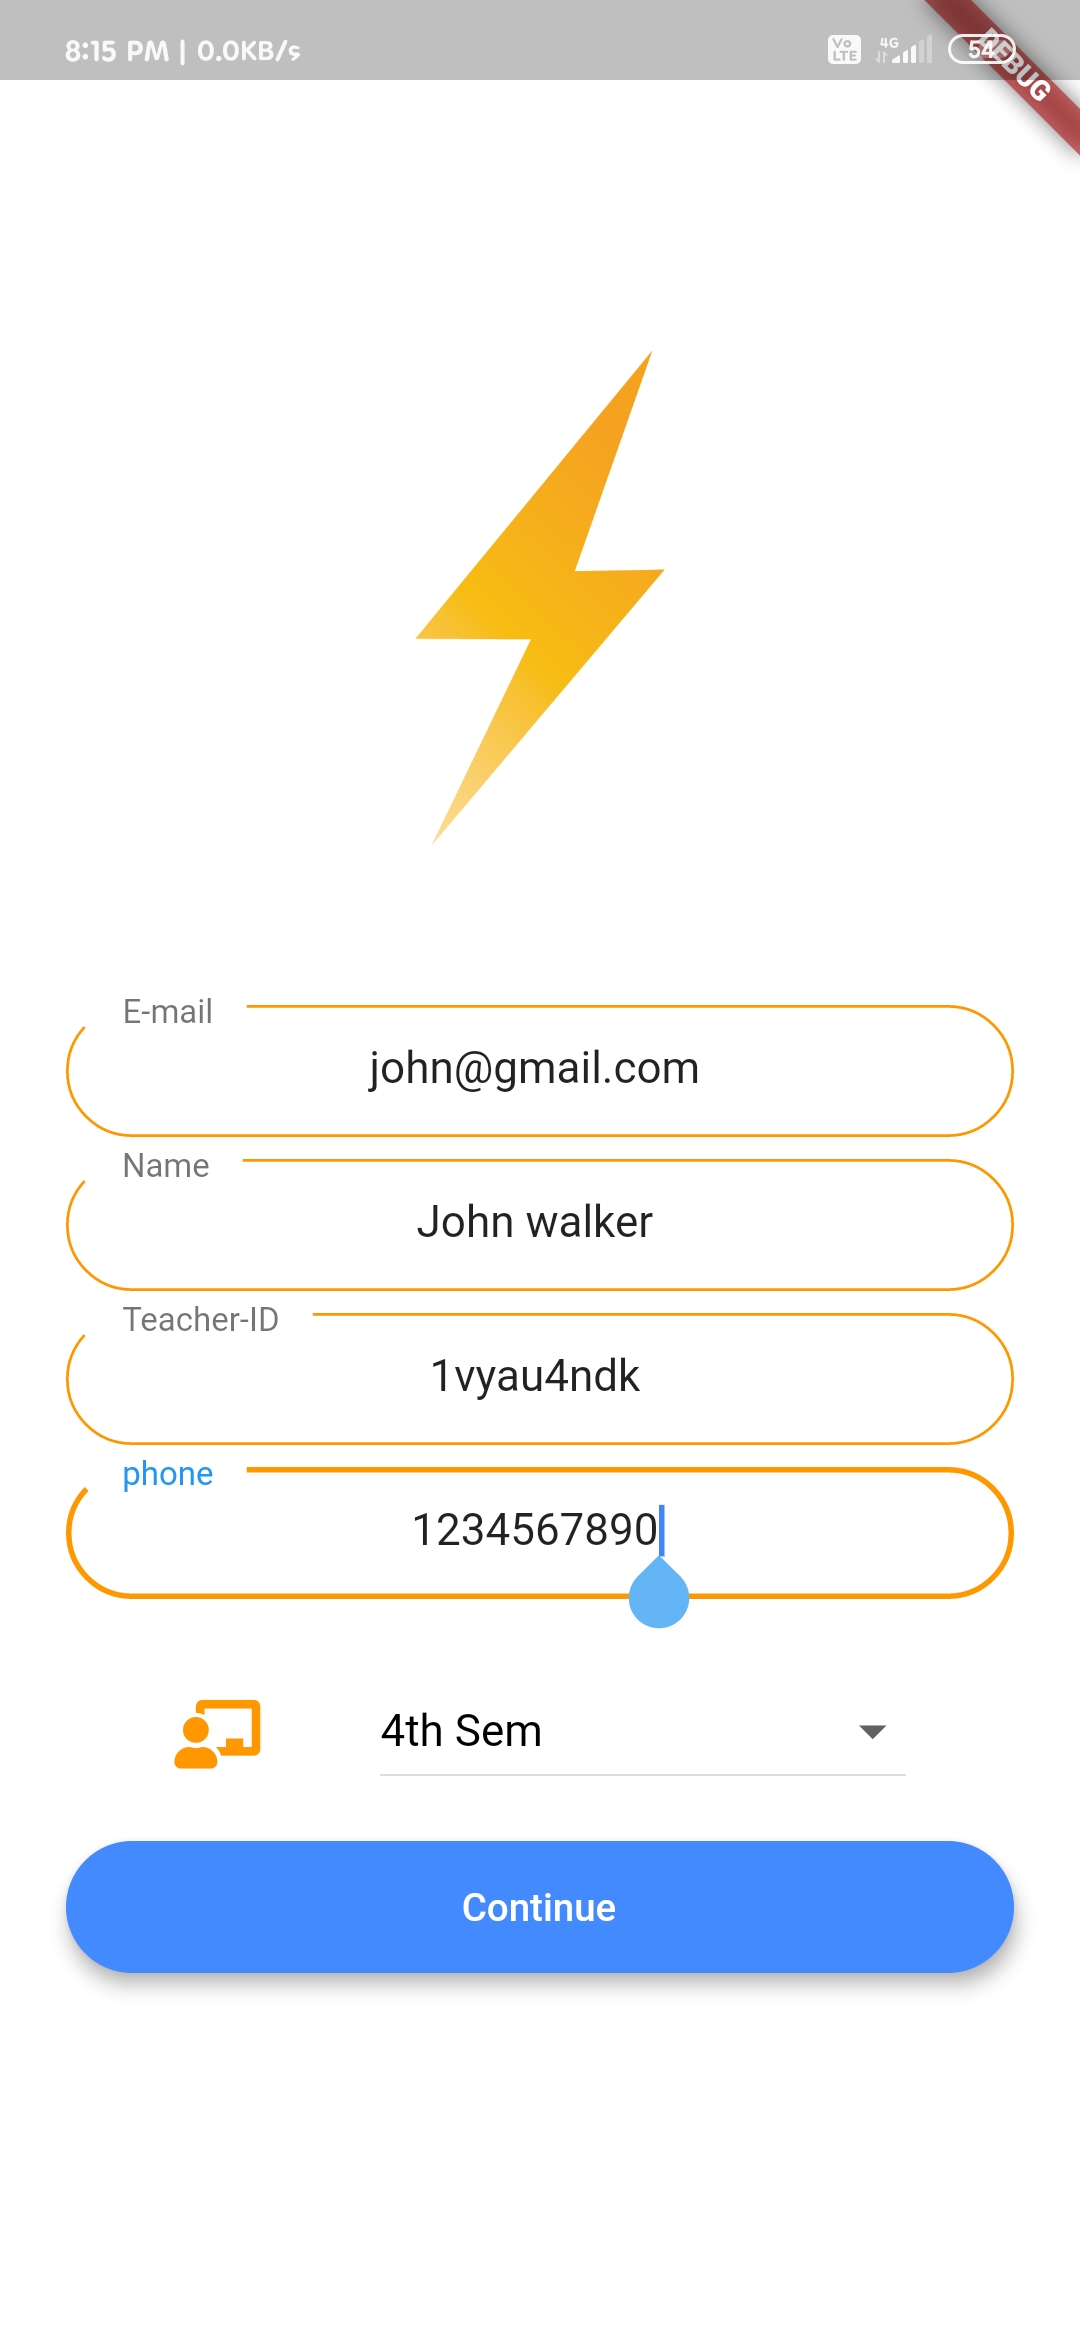 8:15 PM | 0.0KB/s
Vo LTE 4G 54
DEBUG
E-mail
john@gmail.com
Name
John walker
Teacher-ID
1vyau4ndk
phone
1234567890
4th Sem
Continue